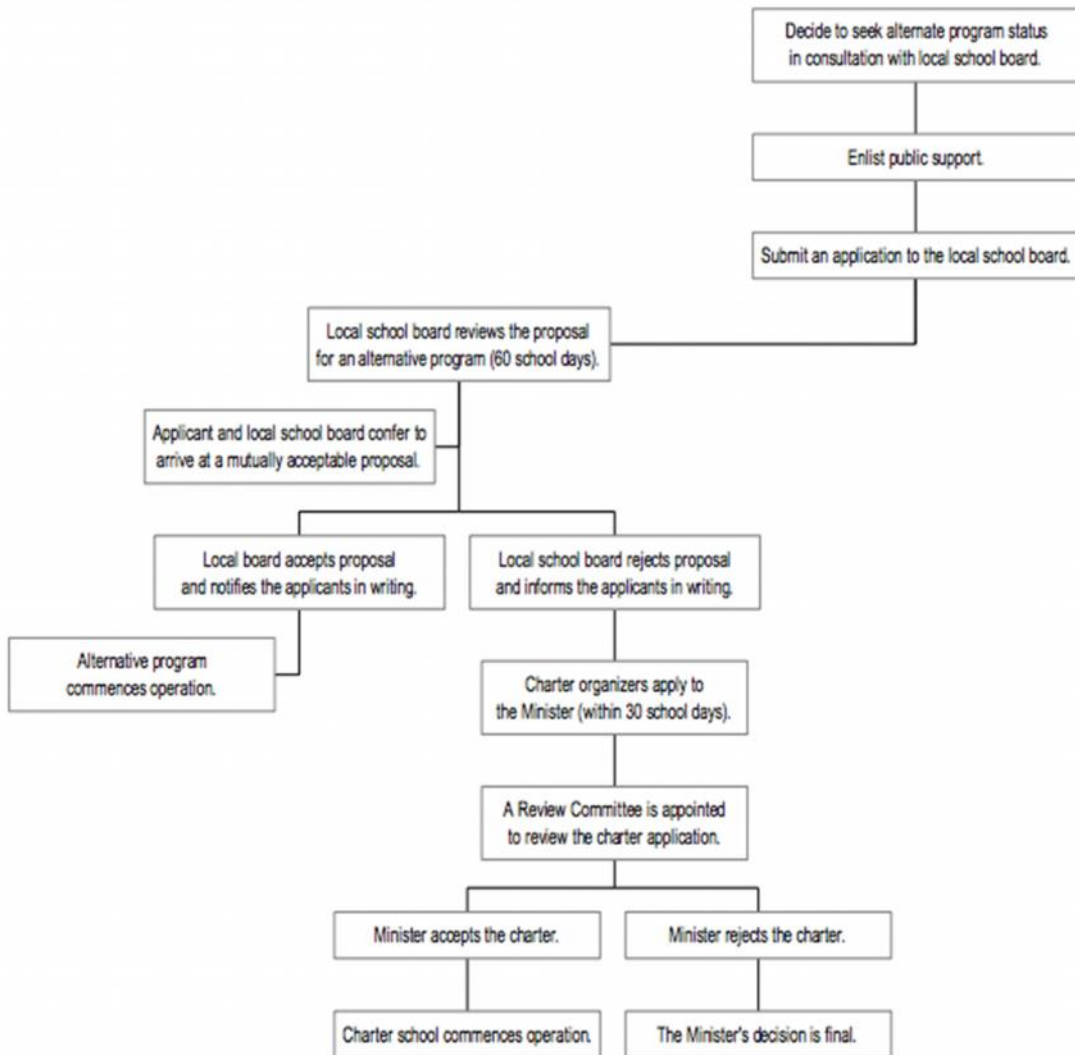 Decide to seek alternate program status
in consultation with local school board.
Enlist public support.
Submit an application to the local school board.
Local school board reviews the proposal
for an alternative program (60 school days).
Applicant and local school board confer to
arrive at a mutually acceptable proposal.
Local board accepts proposal
and notifies the applicants in writing.
Local school board rejects proposal
and informs the applicants in writing.
Alternative program
commences operation.
Charter organizers apply to
the Minister (within 30 school days).
A Review Committee is appointed
to review the charter application.
Minister accepts the charter.
Minister rejects the charter.
Charter school commences operation.
The Minister's decision is final.